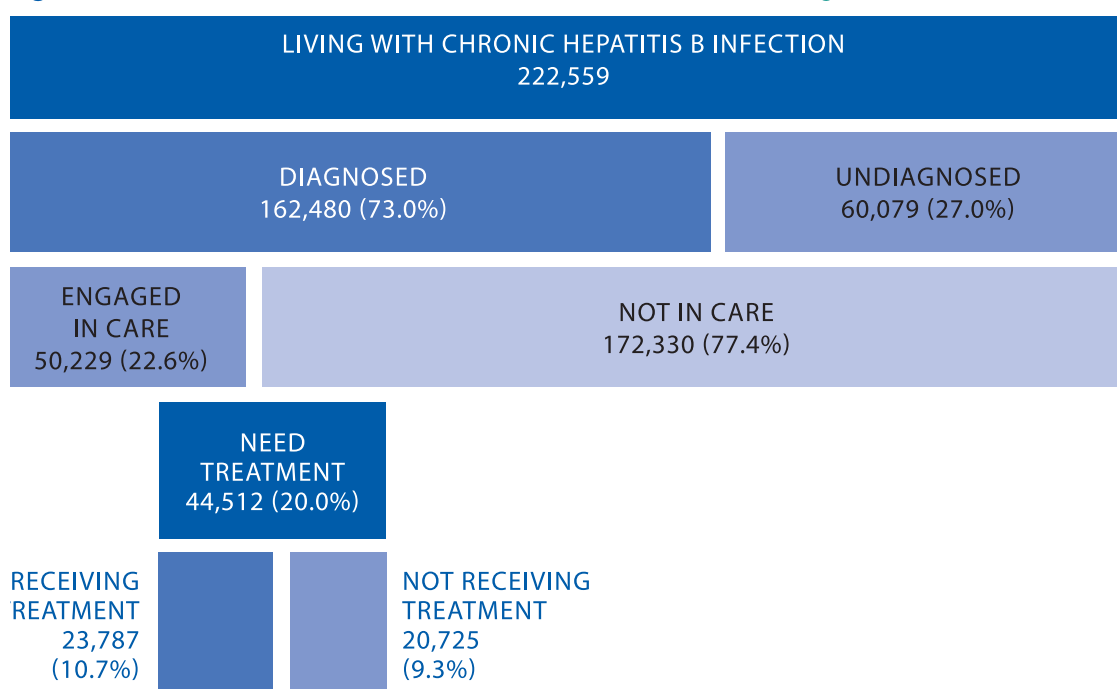 LIVING WITH CHRONIC HEPATITIS B INFECTION
222,559
DIAGNOSED
162,480 (73.0%)
UNDIAGNOSED
60,079 (27.0%)
ENGAGED
IN CARE
50,229 (22.6%)
NOT IN CARE
172,330 (77.4%)
NEED
TREATMENT
44,512 (20.0%)
RECEIVING
REATMENT
23,787
(10.7%)
NOT RECEIVING
TREATMENT
20,725
(9.3%)